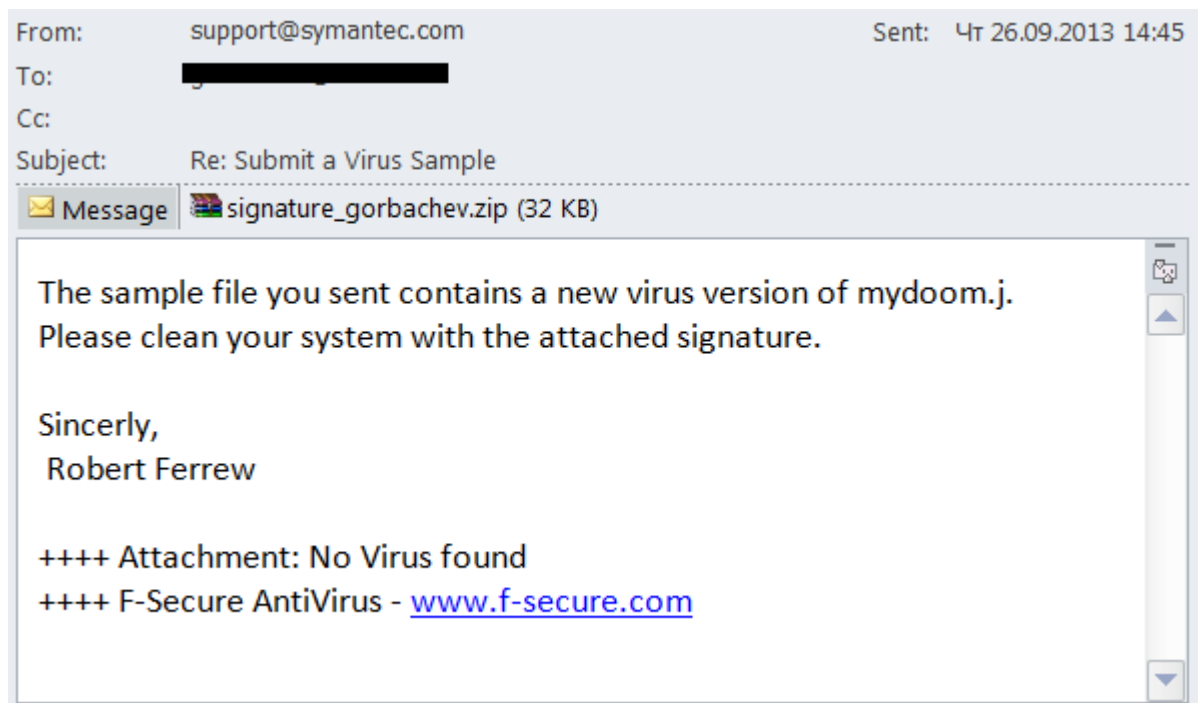 From: support@symantec.com Sent: Чт 26.09.2013 14:45
To:
Cc:
Subject: Re: Submit a Virus Sample
Message signature_gorbachev.zip (32 KB)
The sample file you sent contains a new virus version of mydoom.j.
Please clean your system with the attached signature.
Sincerly,
Robert Ferrew
++++ Attachment: No Virus found
++++ F-Secure AntiVirus - www.f-secure.com